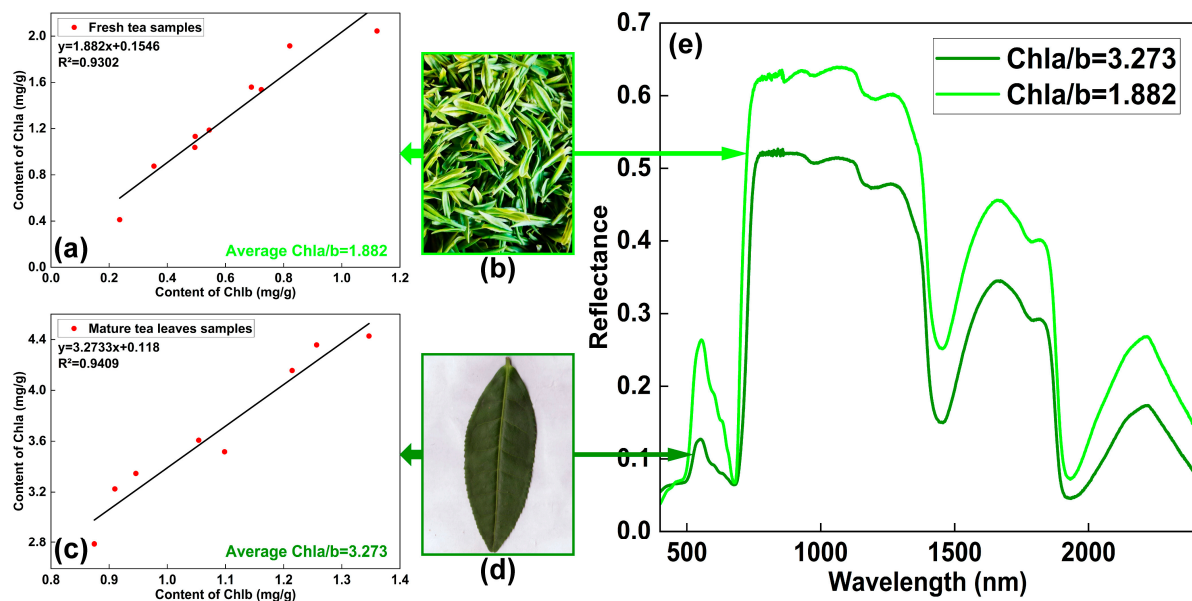 Fresh tea samples
y=1.882x+0.1546
R²=0.9302
2.0
1.6
1.2
0.8
0.4
0.0
Content of Chla (mg/g)
(a)
Average Chla/b=1.882
0.0 0.2 0.4 0.6 0.8 1.0 1.2
Content of Chlb (mg/g)
(b)
Mature tea leaves samples
y=3.2733x+0.118
R²=0.9409
4.4
4.0
3.6
3.2
2.8
Content of Chla (mg/g)
(c)
Average Chla/b=3.273
0.8 0.9 1.0 1.1 1.2 1.3 1.4
Content of Chlb (mg/g)
(d)
(e)
Chla/b=3.273
Chla/b=1.882
0.7
0.6
0.5
0.4
0.3
0.2
0.1
0.0
Reflectance
500 1000 1500 2000
Wavelength (nm)